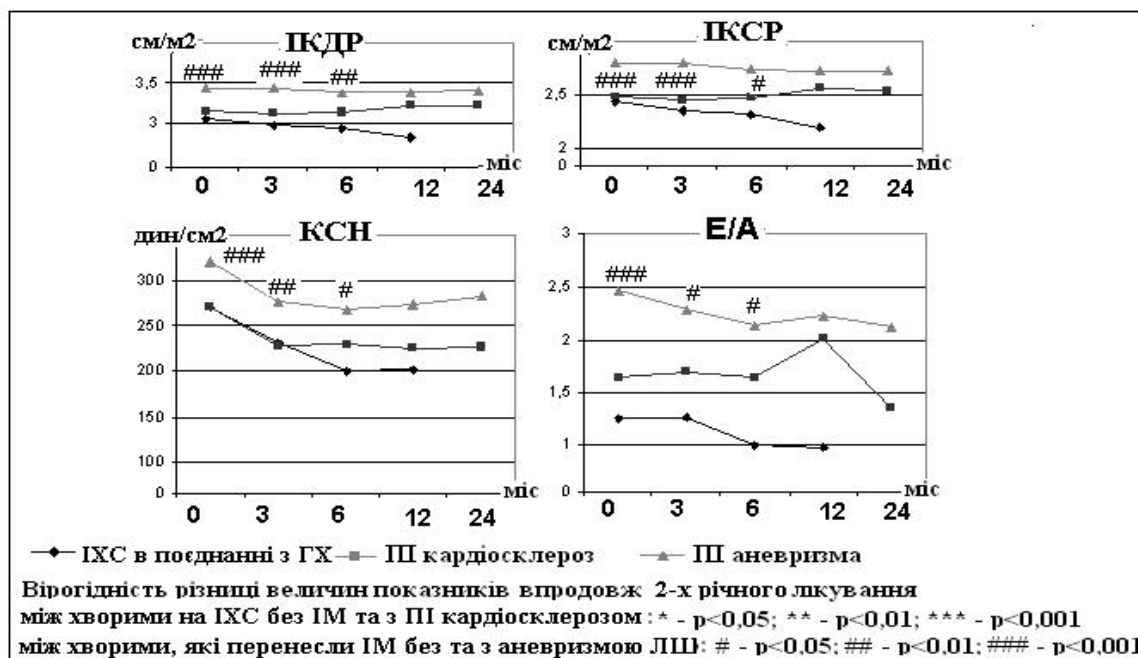 см/м2 ІКДР
### ### ##
3,5
3
0
міс
0 3 6 12 24
см/м2 ІКСР
### ### #
2,5
2
0
міс
0 3 6 12 24
дин/см2 КСН
### ## #
300
250
200
150
100
0
міс
0 3 6 12 24
Е/А
### # #
3
2,5
2
1,5
1
0
міс
0 3 6 12 24
ІХС в поєднанні з ГХ ПІ кардіосклероз ПІ аневризма
Вірогідність різниці величин показників впродовж 2-х річного лікування
між хворими на ІХС без ІМ та з ПІ кардіосклерозом : * - p<0,05; ** - p<0,01; *** - p<0,001
між хворими, які перенесли ІМ без та з аневризмою ЛШ: # - p<0,05; ## - p<0,01; ### - p<0,001